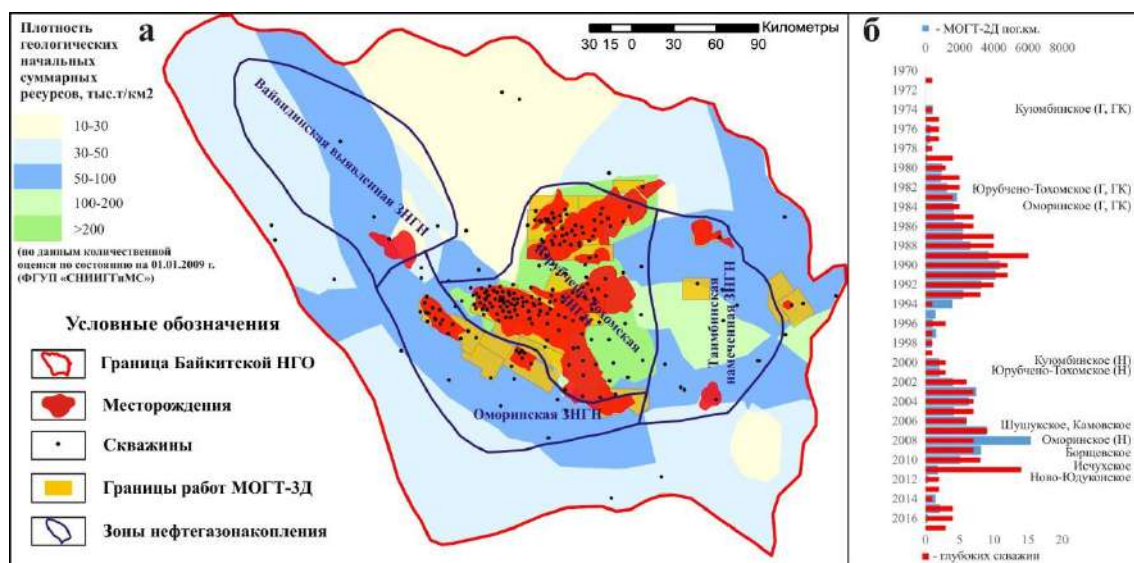 Плотность
геологических
начальных
суммарных
ресурсов, тыс.т/км2
10-30
30-50
50-100
100-200
>200
(по данным количественной
оценки по состоянию на 01.01.2009 г.
(ФГУП «СНИИГГиМС»)
Условные обозначения
Граница Байкитской НГО
Месторождения
Скважины
Границы работ МОГТ-3Д
Зоны нефтегазонакопления
а
Километры
30 15 0 30 60 90
Вайвидинская выявленная ЗНГН
Юрубчено-Тохомская
ЗНГН
Таимбинская
намеченная ЗНГН
Оморинская ЗНГН
б
- МОГТ-2Д пог.км.
0 2000 4000 6000 8000
1970
1972
1974 Куюмбинское (Г, ГК)
1976
1978
1980
1982 Юрубчено-Тохомское (Г, ГК)
1984 Оморинское (Г, ГК)
1986
1988
1990
1992
1994
1996
1998
2000 Куюмбинское (Н)
Юрубчено-Тохомское (Н)
2002
2004
2006
Шушукское, Камовское
2008 Оморинское (Н)
Борщевское
2010
Исчухское
2012 Ново-Юдуконское
2014
2016
0 5 10 15 20
- глубоких скважин